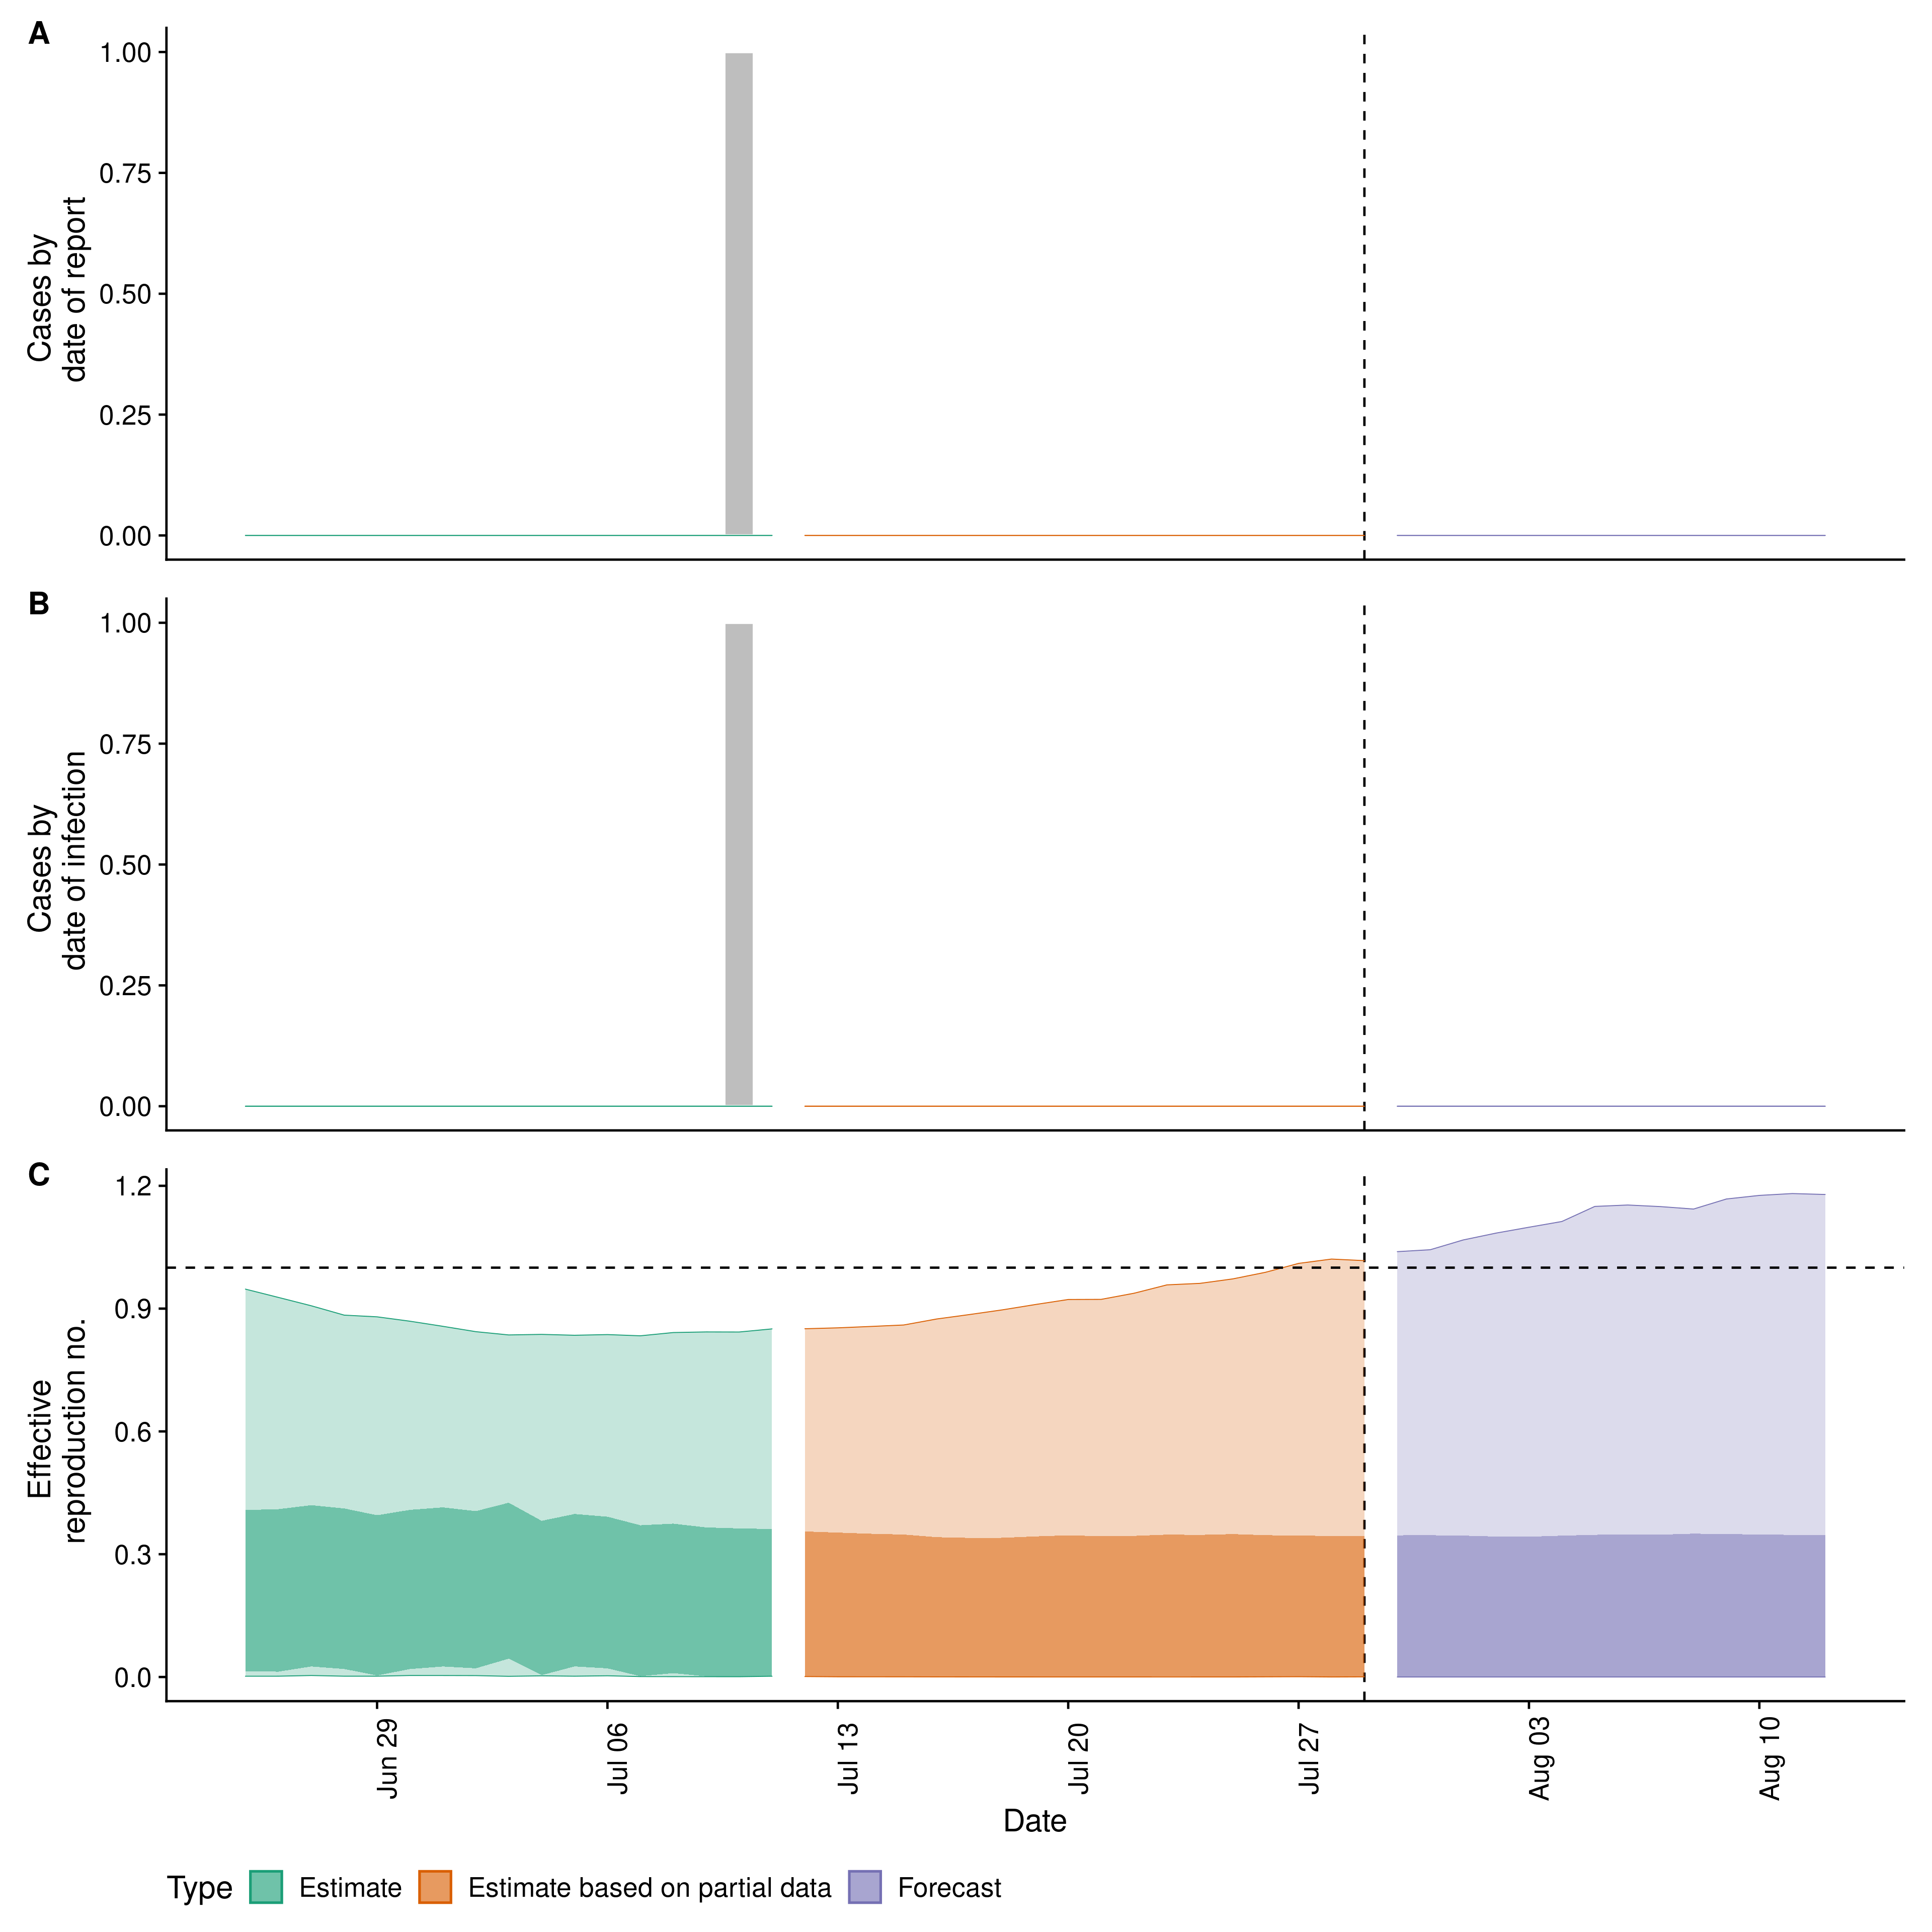 A
1.00
0.75
0.50
0.25
0.00
Cases by
date of report
B
1.00
0.75
0.50
0.25
0.00
Cases by
date of infection
C
1.2
0.9
0.6
0.3
0.0
Effective
reproduction no.
Jun 29
Jul 06
Jul 13
Jul 20
Jul 27
Aug 03
Aug 10
Date
Type Estimate Estimate based on partial data Forecast